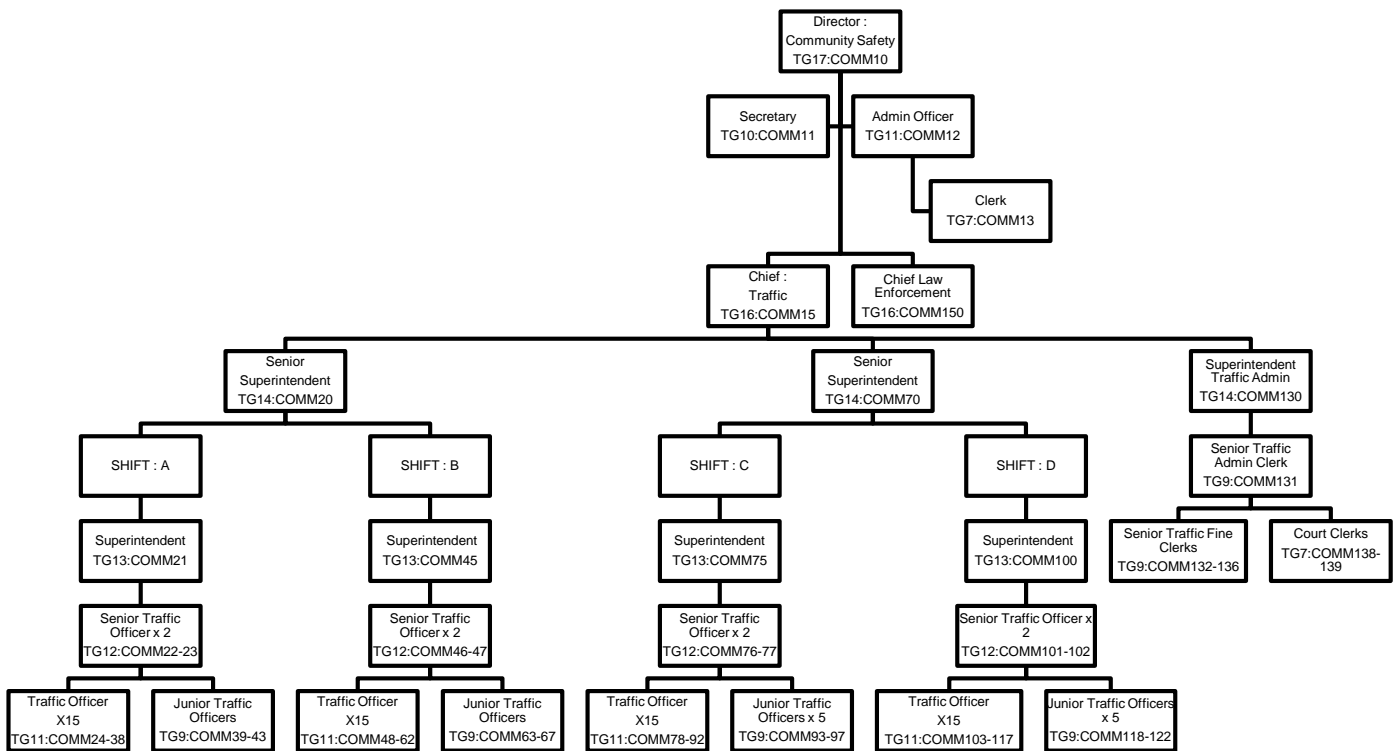 Director :
Community Safety
TG17:COMM10
Secretary
TG10:COMM11
Admin Officer
TG11:COMM12
Clerk
TG7:COMM13
Chief :
Traffic
TG16:COMM15
Chief Law
Enforcement
TG16:COMM150
Senior
Superintendent
TG14:COMM20
Senior
Superintendent
TG14:COMM70
Superintendent
Traffic Admin
TG14:COMM130
SHIFT : A
SHIFT : B
SHIFT : C
SHIFT : D
Senior Traffic
Admin Clerk
TG9:COMM131
Superintendent
TG13:COMM21
Superintendent
TG13:COMM45
Superintendent
TG13:COMM75
Superintendent
TG13:COMM100
Senior Traffic Fine
Clerks
TG9:COMM132-136
Court Clerks
TG7:COMM138-
139
Senior Traffic
Officer x 2
TG12:COMM22-23
Senior Traffic
Officer x 2
TG12:COMM46-47
Senior Traffic
Officer x 2
TG12:COMM76-77
Senior Traffic Officer x
2
TG12:COMM101-102
Traffic Officer
X15
TG11:COMM24-38
Junior Traffic
Officers
TG9:COMM39-43
Traffic Officer
X15
TG11:COMM48-62
Junior Traffic
Officers
TG9:COMM63-67
Traffic Officer
X15
TG11:COMM78-92
Junior Traffic
Officers x 5
TG9:COMM93-97
Traffic Officer
X15
TG11:COMM103-117
Junior Traffic Officers
x 5
TG9:COMM118-122